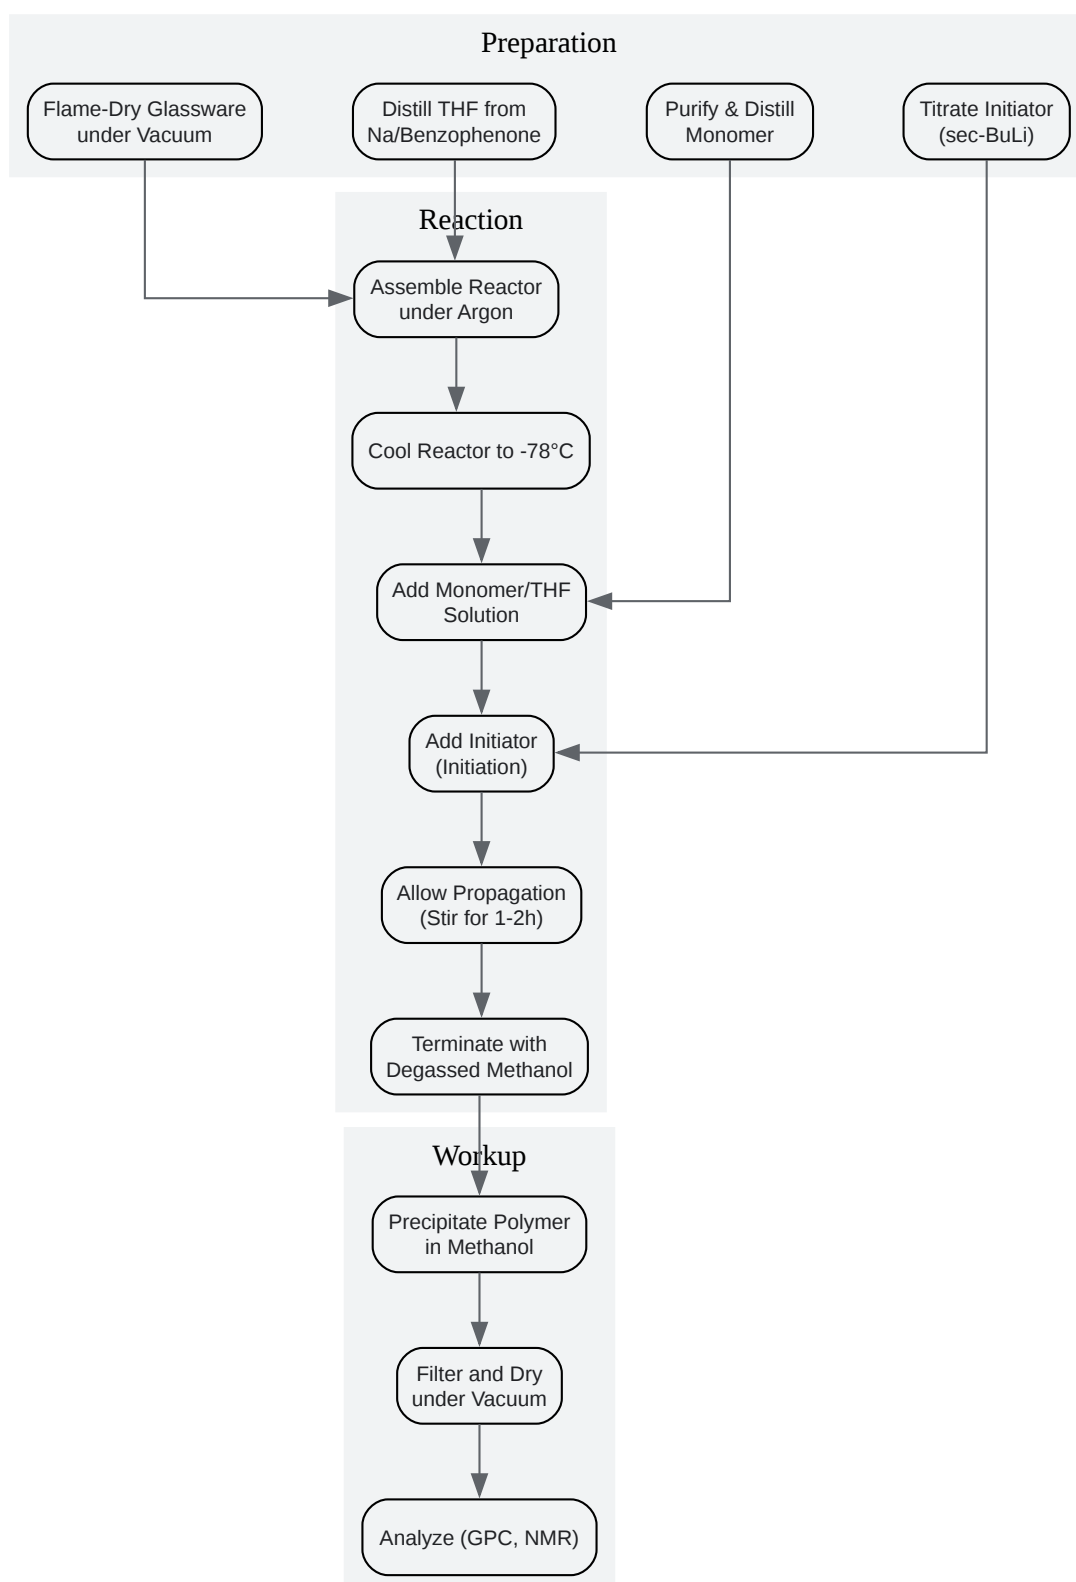 Preparation
Flame-Dry Glassware
under Vacuum
Distill THF from
Na/Benzophenone
Purify & Distill
Monomer
Titrate Initiator
(sec-BuLi)
Reaction
Assemble Reactor
under Argon
Cool Reactor to -78°C
Add Monomer/THF
Solution
Add Initiator
(Initiation)
Allow Propagation
(Stir for 1-2h)
Terminate with
Degassed Methanol
Workup
Precipitate Polymer
in Methanol
Filter and Dry
under Vacuum
Analyze (GPC, NMR)